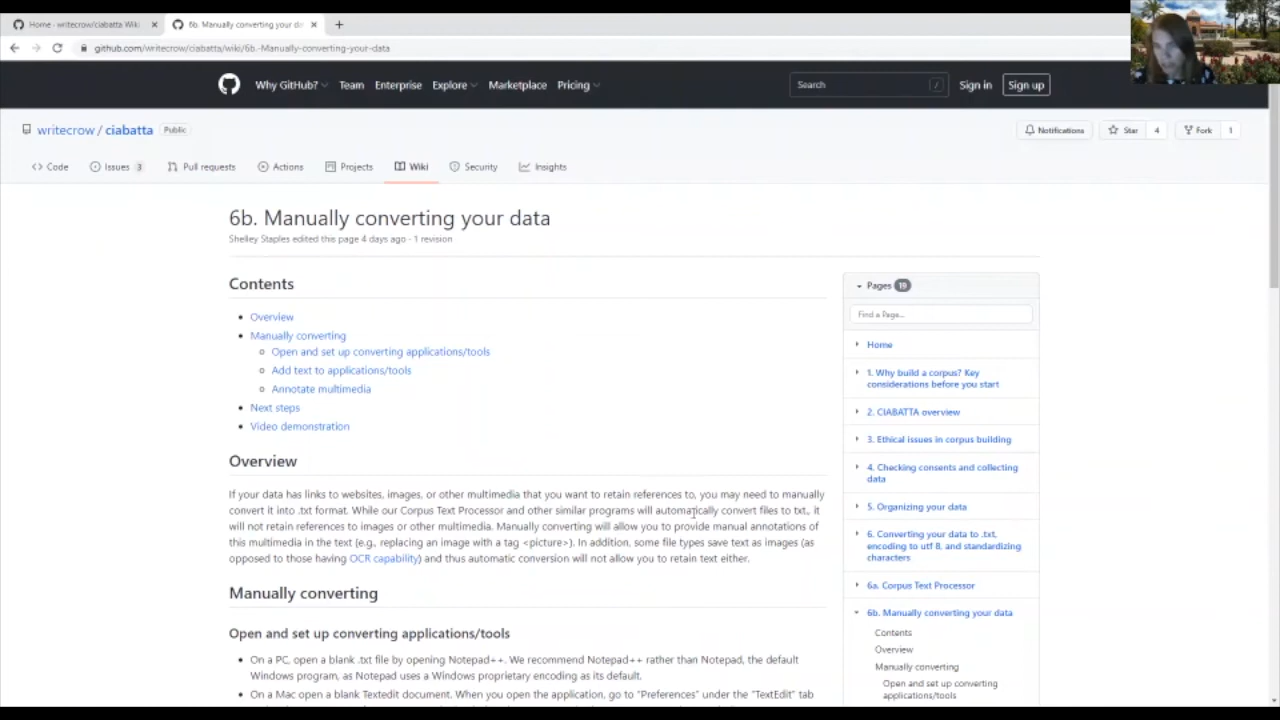 Home · writecrow/ciabatta Wiki
6b. Manually converting your da
github.com/writecrow/ciabatta/wiki/6b.-Manually-converting-your-data
Why GitHub? Team Enterprise Explore Marketplace Pricing Search / Sign in Sign up
writecrow / ciabatta Public Notifications Star 4 Fork 1
Code Issues 3 Pull requests Actions Projects Wiki Security Insights
6b. Manually converting your data
Shelley Staples edited this page 4 days ago · 1 revision
Contents
Overview
Manually converting
Open and set up converting applications/tools
Add text to applications/tools
Annotate multimedia
Next steps
Video demonstration
Overview
If your data has links to websites, images, or other multimedia that you want to retain references to, you may need to manually
convert it into .txt format. While our Corpus Text Processor and other similar programs will automatically convert files to txt,, it
will not retain references to images or other multimedia. Manually converting will allow you to provide manual annotations of
this multimedia in the text (e.g., replacing an image with a tag <picture>). In addition, some file types save text as images (as
opposed to those having OCR capability) and thus automatic conversion will not allow you to retain text either.
Manually converting
Open and set up converting applications/tools
On a PC, open a blank .txt file by opening Notepad++. We recommend Notepad++ rather than Notepad, the default
Windows program, as Notepad uses a Windows proprietary encoding as its default.
On a Mac open a blank Textedit document. When you open the application, go to "Preferences" under the "TextEdit" tab
Pages 19
Find a Page...
Home
1. Why build a corpus? Key
considerations before you start
2. CIABATTA overview
3. Ethical issues in corpus building
4. Checking consents and collecting
data
5. Organizing your data
6. Converting your data to .txt,
encoding to utf 8, and standardizing
characters
6a. Corpus Text Processor
6b. Manually converting your data
Contents
Overview
Manually converting
Open and set up converting
applications/tools